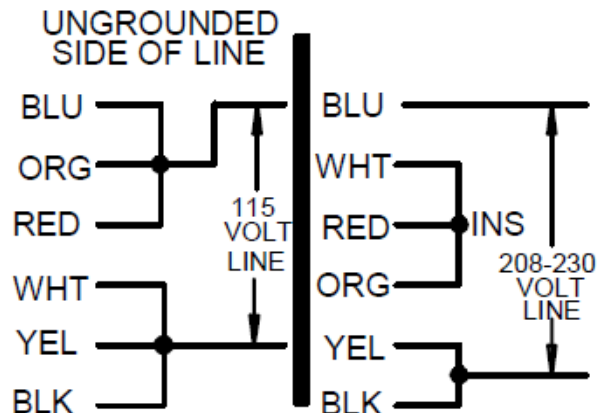 UNGROUNDED
SIDE OF LINE
BLU
ORG
RED
WHT
YEL
BLK
115
VOLT
LINE
BLU
WHT
RED
INS
ORG
YEL
BLK
208-230
VOLT
LINE